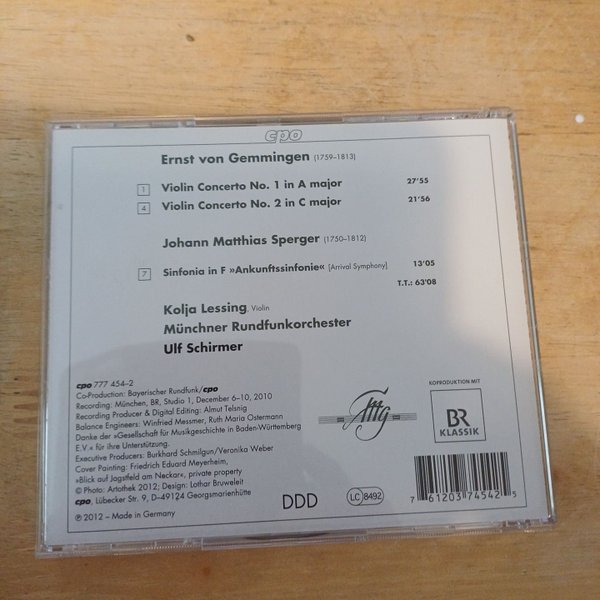 cpo
Ernst von Gemmingen (1759–1813)
1 Violin Concerto No. 1 in A major 27'55
4 Violin Concerto No. 2 in C major 21'56
Johann Matthias Sperger (1750–1812)
7 Sinfonia in F »Ankunftssinfonie« [Arrival Symphony] 13'05
T.T.: 63'08
Kolja Lessing, Violin
Münchner Rundfunkorchester
Ulf Schirmer
cpo 777 454–2
Co-Production: Bayerischer Rundfunk/cpo
Recording: München, BR, Studio 1, December 6–10, 2010
Recording Producer & Digital Editing: Almut Telsnig
Balance Engineers: Winfried Messmer, Ruth Maria Ostermann
Danke der »Gesellschaft für Musikgeschichte in Baden-Württemberg
E.V.« für ihre Unterstützung.
Executive Producers: Burkhard Schmilgun/Veronika Weber
Cover Painting: Friedrich Eduard Meyerheim,
»Blick auf Jagstfeld am Neckar«, private property
© Photo: Artothek 2012; Design: Lothar Bruweleit
cpo, Lübecker Str. 9, D–49124 Georgsmarienhütte
℗ 2012 – Made in Germany
Gmg
KOPRODUKTION MIT
BR
KLASSIK
DDD
LC 8492
7 61203 74542 5